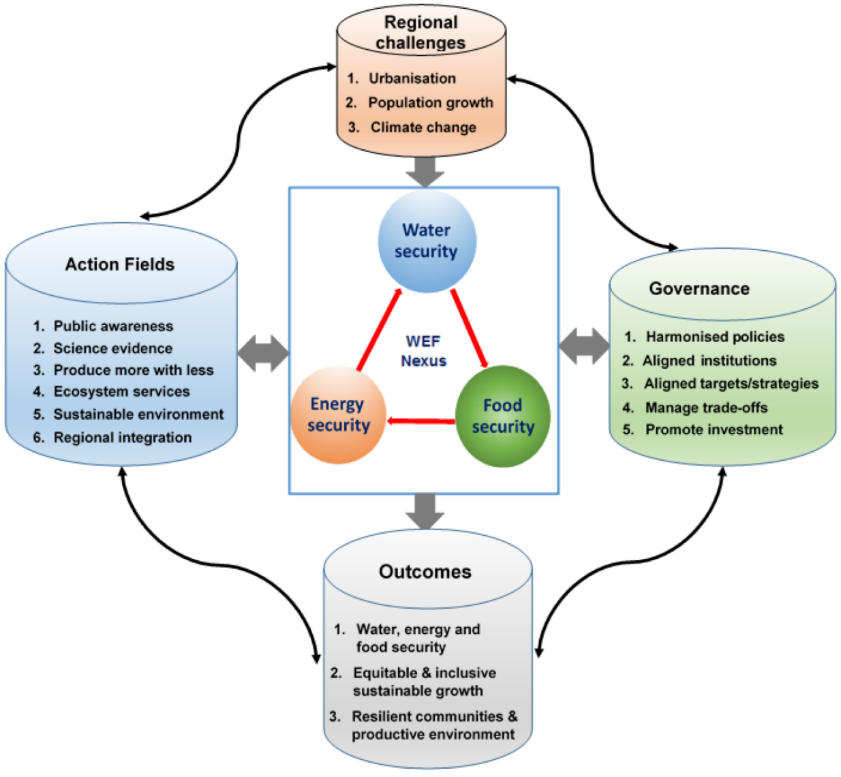 Regional
challenges
1. Urbanisation
2. Population growth
3. Climate change
Action Fields
1. Public awareness
2. Science evidence
3. Produce more with less
4. Ecosystem services
5. Sustainable environment
6. Regional integration
Water
security
WEF
Nexus
Energy
security
Food
security
Governance
1. Harmonised policies
2. Aligned institutions
3. Aligned targets/strategies
4. Manage trade-offs
5. Promote investment
Outcomes
1. Water, energy and
food security
2. Equitable & inclusive
sustainable growth
3. Resilient communities &
productive environment